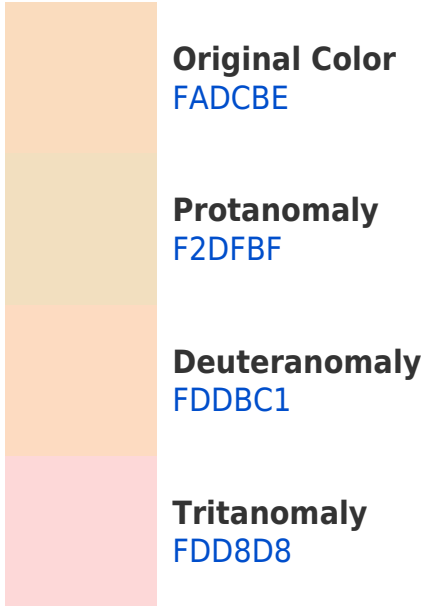 Original Color
FADCBE
Protanomaly
F2DFBF
Deuteranomaly
FDDBC1
Tritanomaly
FDD8D8